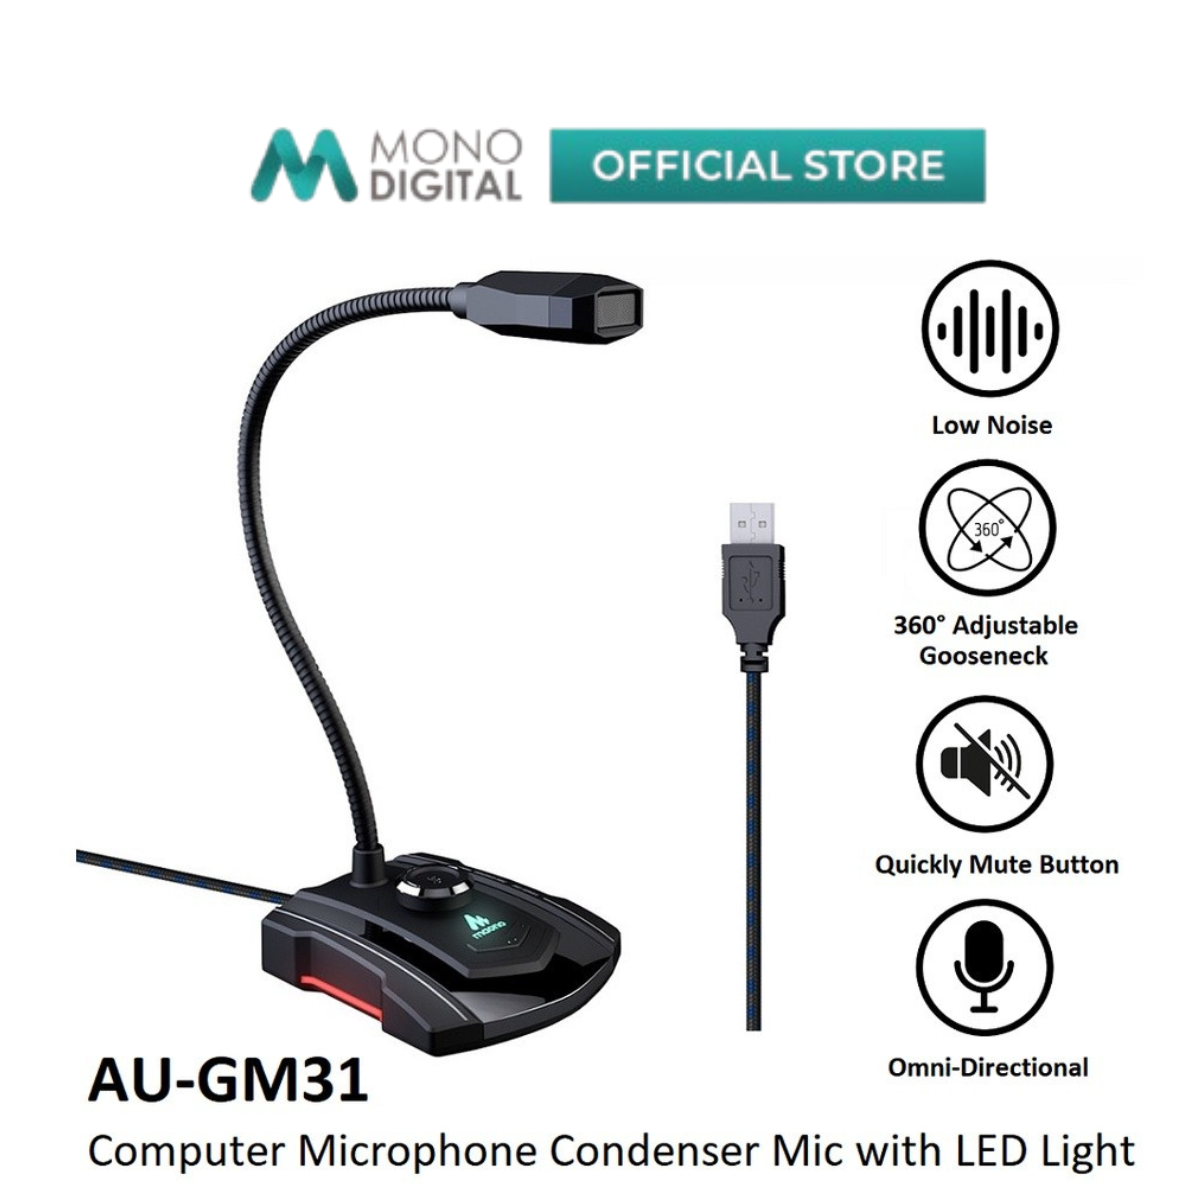 MONO
DIGITAL
OFFICIAL STORE
Low Noise
360°
360° Adjustable
Gooseneck
Quickly Mute Button
maono
Omni-Directional
AU-GM31
Computer Microphone Condenser Mic with LED Light